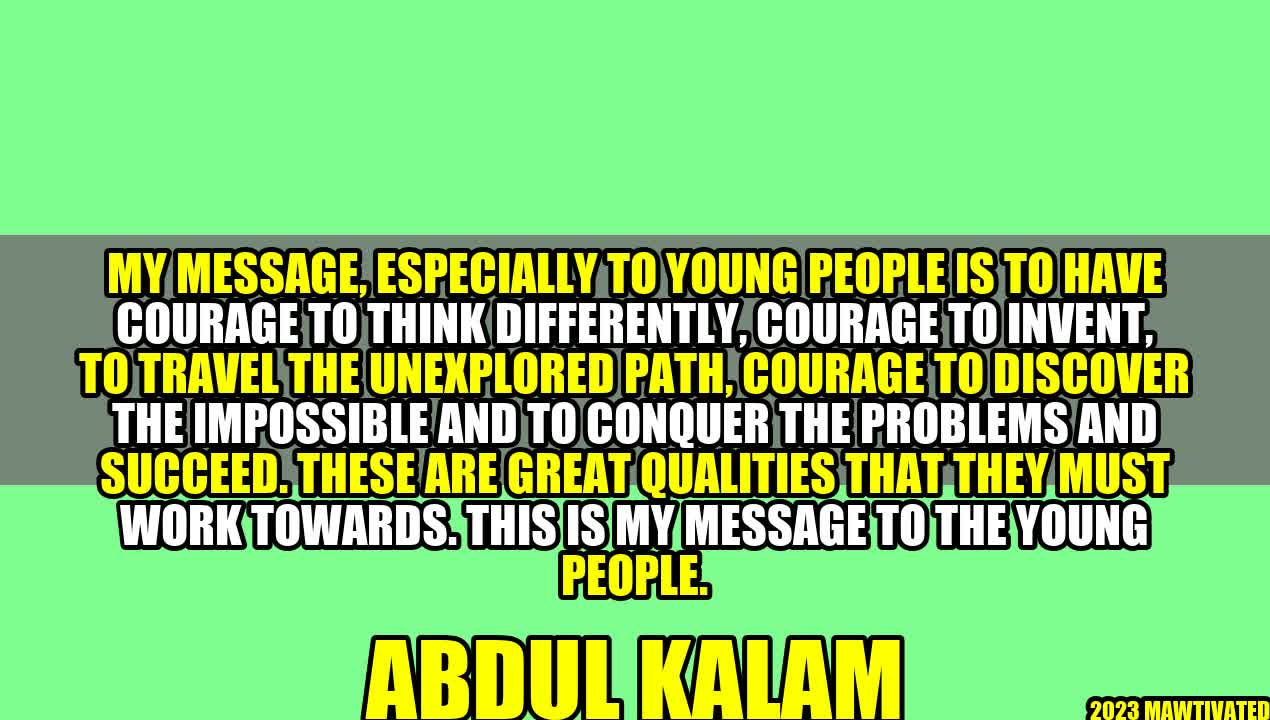 MY MESSAGE, ESPECIALLY TO YOUNG PEOPLE IS TO HAVE
COURAGE TO THINK DIFFERENTLY, COURAGE TO INVENT,
TO TRAVEL THE UNEXPLORED PATH, COURAGE TO DISCOVER
THE IMPOSSIBLE AND TO CONQUER THE PROBLEMS AND
SUCCEED. THESE ARE GREAT QUALITIES THAT THEY MUST
WORK TOWARDS. THIS IS MY MESSAGE TO THE YOUNG
PEOPLE.
ABDUL KALAM
2023 MAWTIVATED